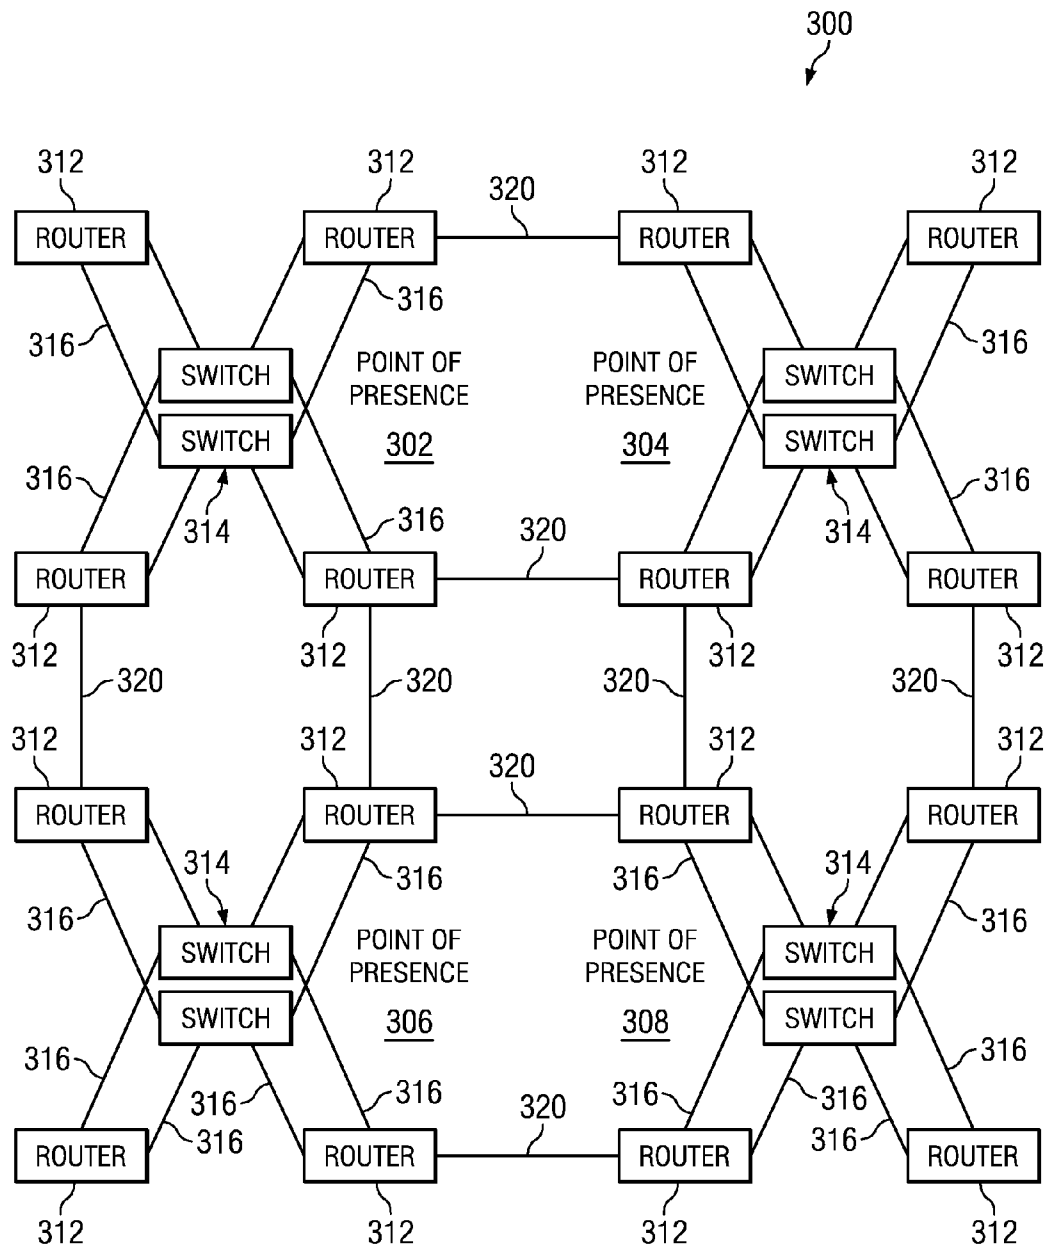 300
312 312 312 312
320
ROUTER ROUTER ROUTER ROUTER
316
316 316
POINT OF PRESENCE 302
POINT OF PRESENCE 304
SWITCH SWITCH
SWITCH SWITCH
316 316
314 314
316
320
ROUTER ROUTER ROUTER ROUTER
312 312 312 312
320 320 320 320
312 312 312 312
320
ROUTER ROUTER ROUTER ROUTER
314 314
316 316
316 316
POINT OF PRESENCE 306
POINT OF PRESENCE 308
SWITCH SWITCH
SWITCH SWITCH
316 316
316 316 316 316
320
316 316
ROUTER ROUTER ROUTER ROUTER
312 312 312 312